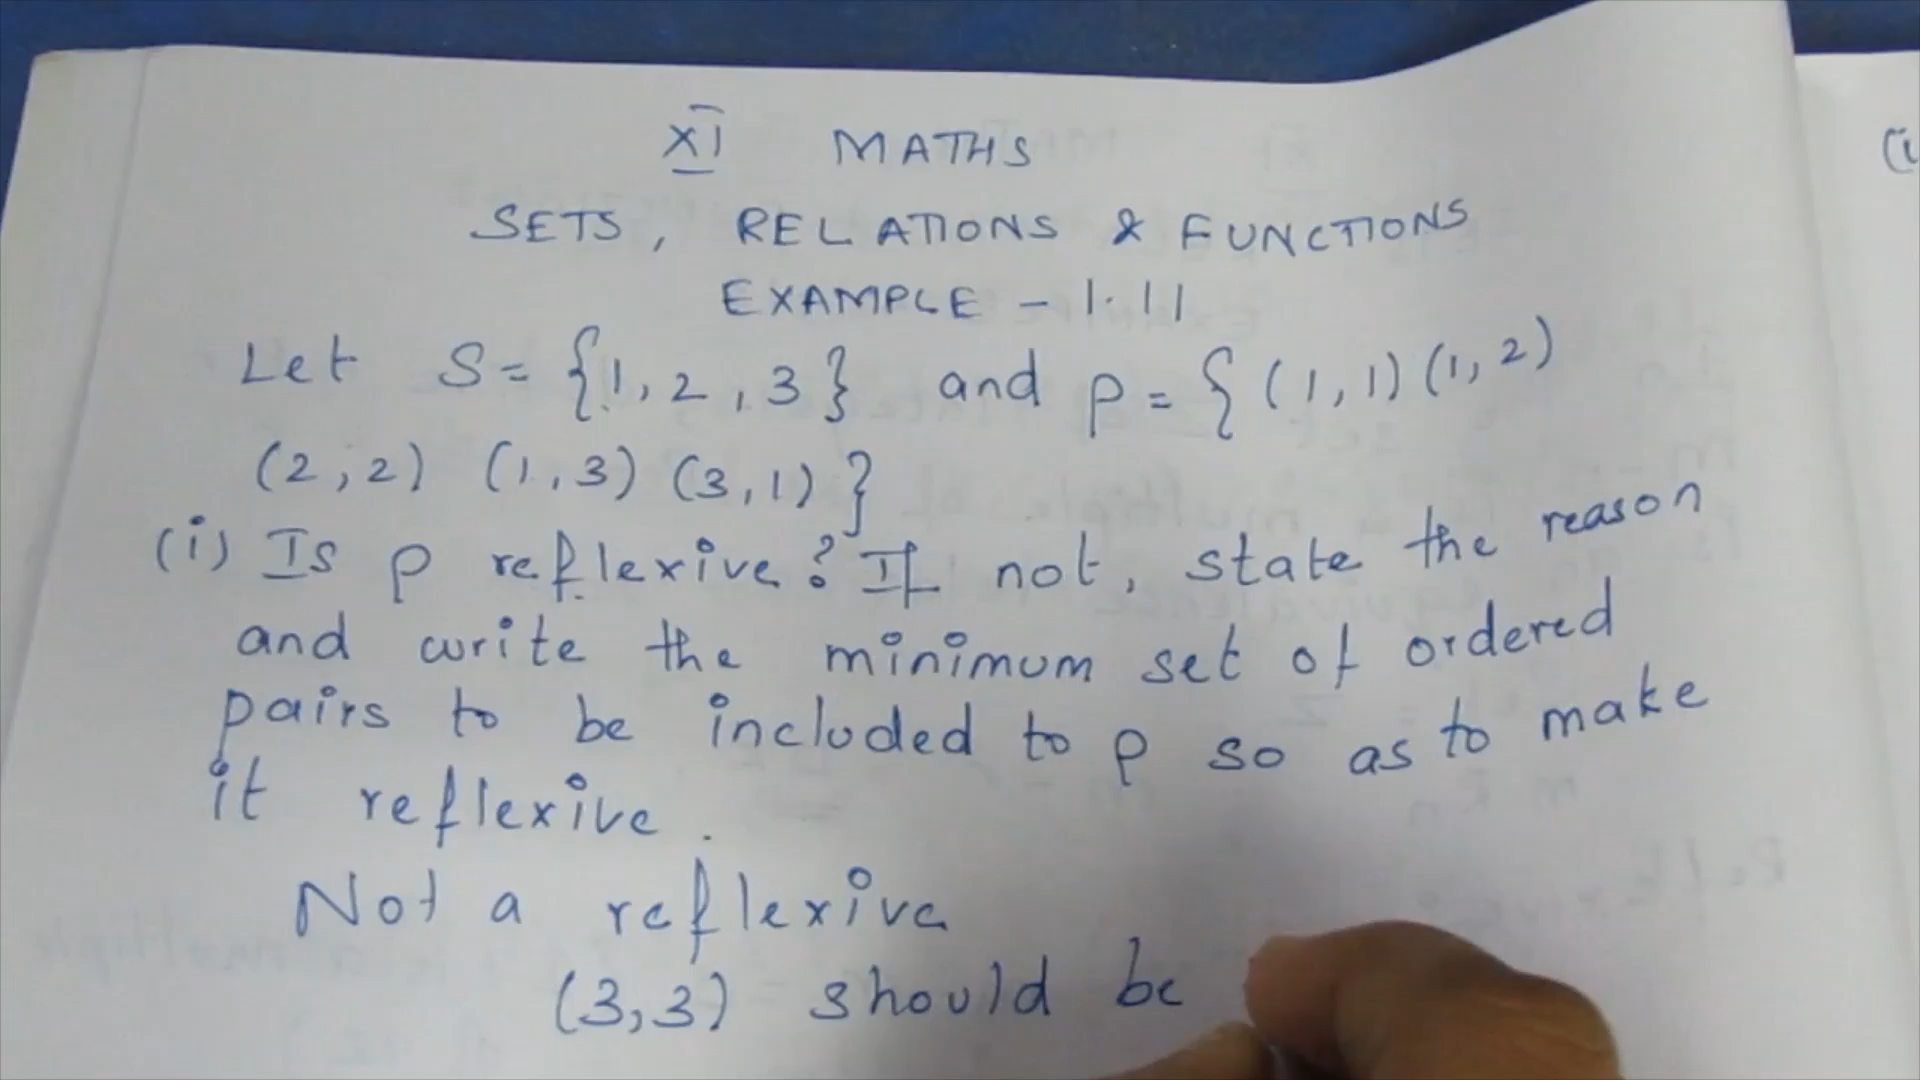 XI MATHS
SETS, RELATIONS & FUNCTIONS
EXAMPLE - 1.11
Let S = {1, 2, 3} and ρ = { (1, 1) (1, 2)
(2, 2) (1, 3) (3, 1) }
(i) Is ρ reflexive? If not, state the reason
and write the minimum set of ordered
pairs to be included to ρ so as to make
it reflexive.
Not a reflexive
(3,3) should be
(i